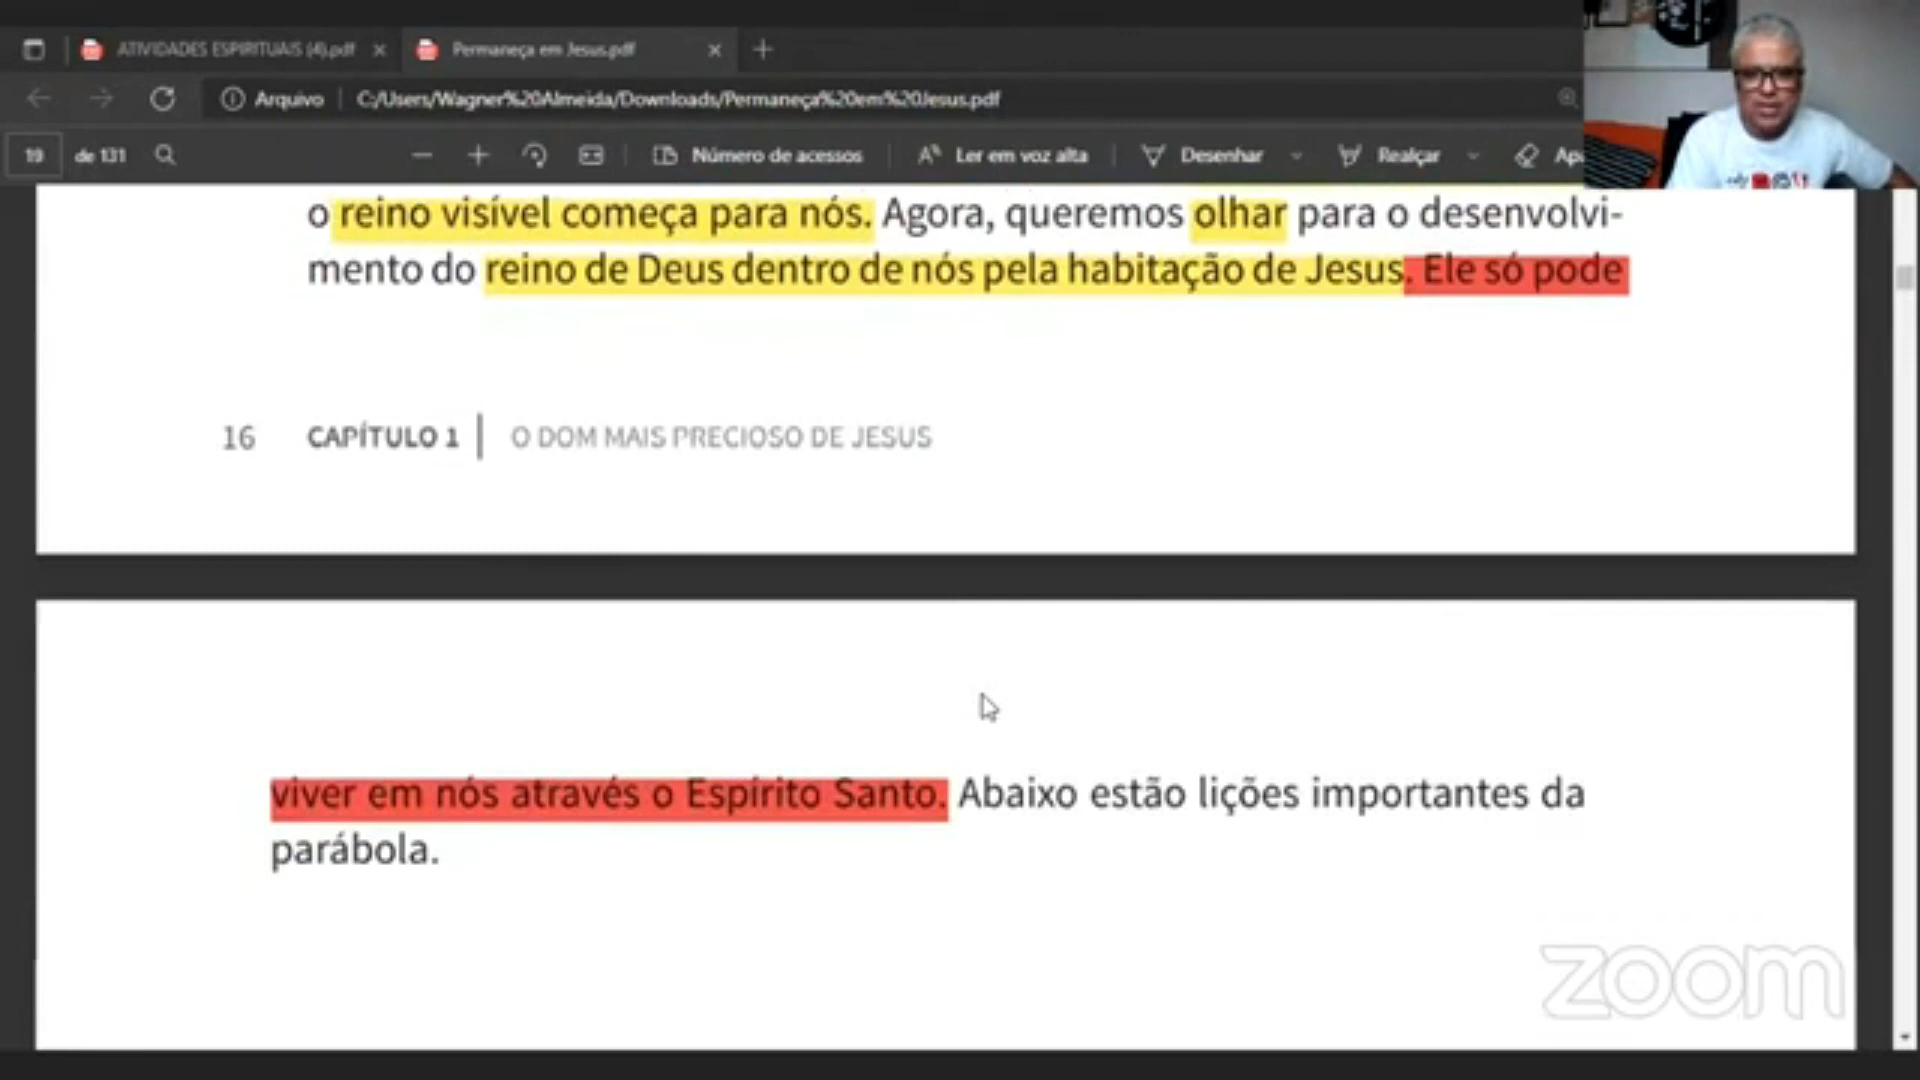 ATIVIDADES ESPIRITUAIS (4).pdf
Permaneça em Jesus.pdf
Arquivo
C:/Users/Wagner%20Almeida/Downloads/Permaneça%20em%20Jesus.pdf
19 de 131
Número de acessos
Ler em voz alta
Desenhar
Realçar
Ap
o reino visível começa para nós. Agora, queremos olhar para o desenvolvi-
mento do reino de Deus dentro de nós pela habitação de Jesus. Ele só pode
16 CAPÍTULO 1 | O DOM MAIS PRECIOSO DE JESUS
viver em nós através o Espírito Santo. Abaixo estão lições importantes da
parábola.
zoom